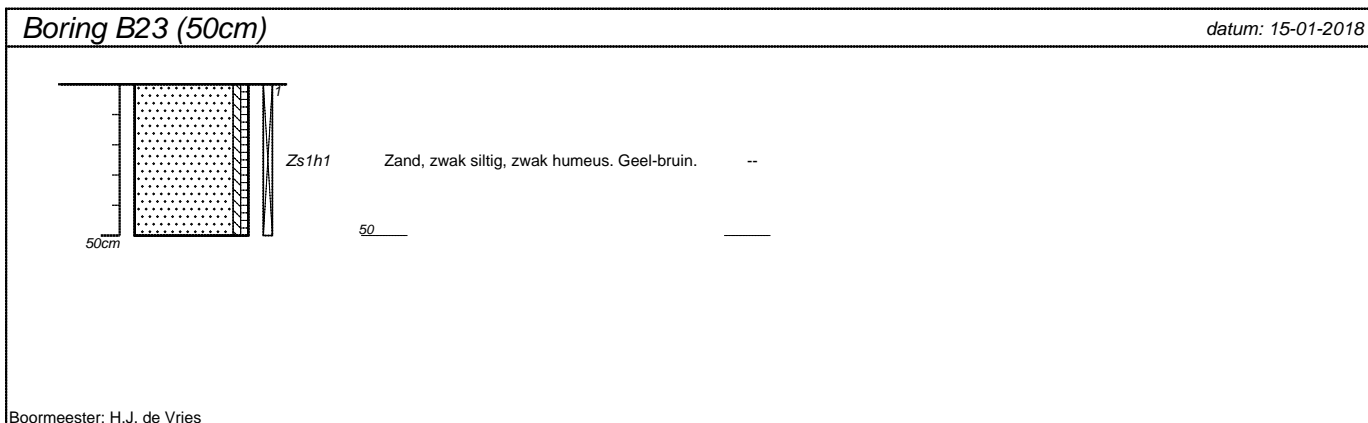 Boring B23 (50cm) datum: 15-01-2018
1
Zs1h1 Zand, zwak siltig, zwak humeus. Geel-bruin. --
50cm 50
Boormeester: H.J. de Vries